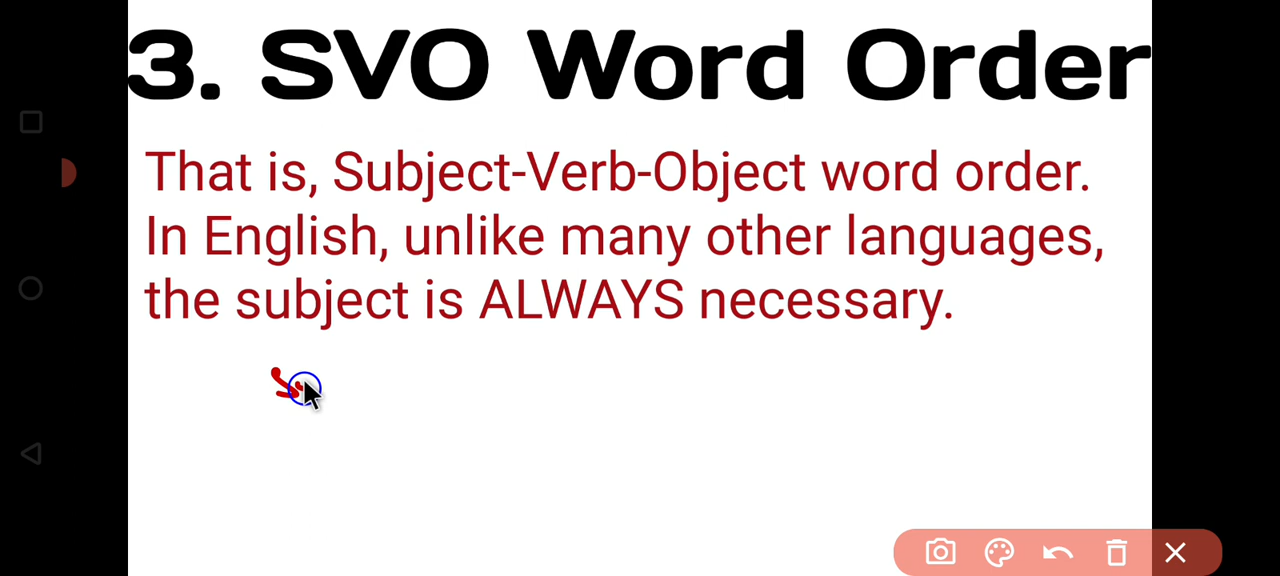 3. SVO Word Order
That is, Subject-Verb-Object word order.
In English, unlike many other languages,
the subject is ALWAYS necessary.